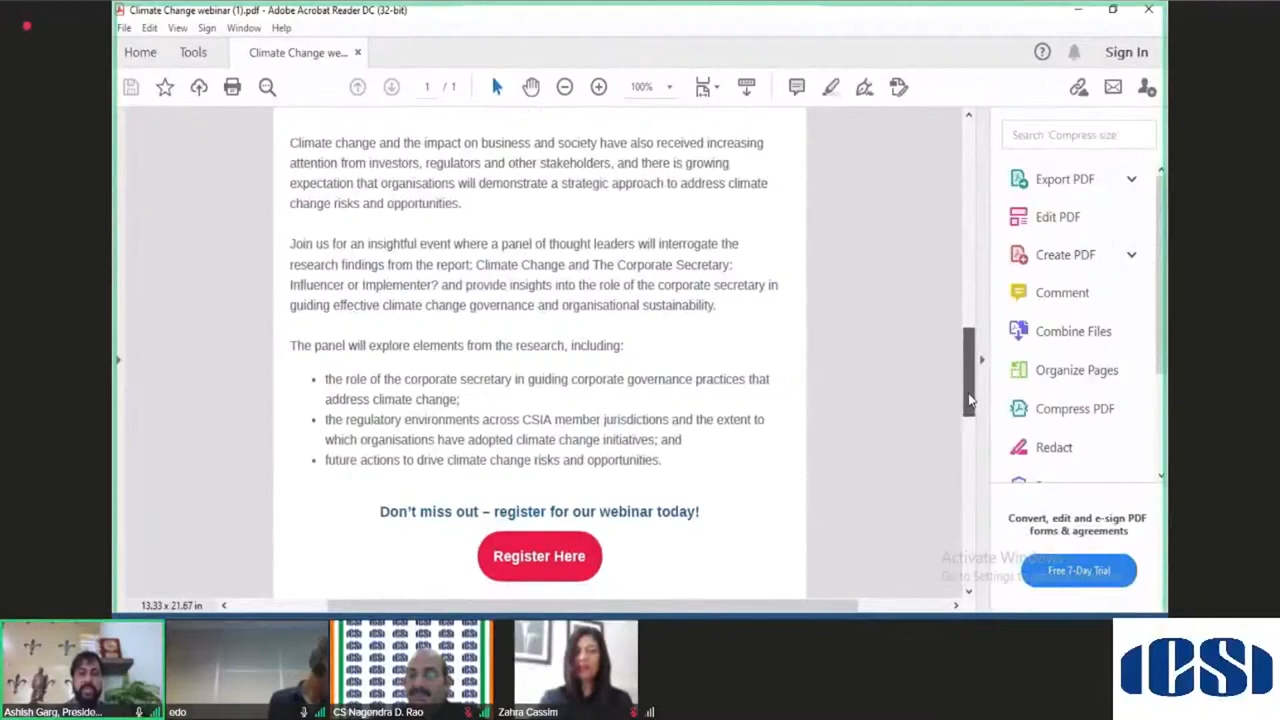 Climate Change webinar (1).pdf - Adobe Acrobat Reader DC (32-bit)
File Edit View Sign Window Help
Home Tools Climate Change we... × Sign In
1 / 1 100%
Climate change and the impact on business and society have also received increasing
attention from investors, regulators and other stakeholders, and there is growing
expectation that organisations will demonstrate a strategic approach to address climate
change risks and opportunities.
Join us for an insightful event where a panel of thought leaders will interrogate the
research findings from the report: Climate Change and The Corporate Secretary:
Influencer or Implementer? and provide insights into the role of the corporate secretary in
guiding effective climate change governance and organisational sustainability.
The panel will explore elements from the research, including:
• the role of the corporate secretary in guiding corporate governance practices that
address climate change;
• the regulatory environments across CSIA member jurisdictions and the extent to
which organisations have adopted climate change initiatives; and
• future actions to drive climate change risks and opportunities.
Don't miss out – register for our webinar today!
Register Here
13.33 x 21.67 in
Search 'Compress size'
Export PDF
Edit PDF
Create PDF
Comment
Combine Files
Organize Pages
Compress PDF
Redact
Convert, edit and e-sign PDF
forms & agreements
Activate Windows
Go to Settings
Free 7-Day Trial
Ashish Garg, Preside...
edo
CS Nagendra D. Rao
Zahra Cassim
ICSI